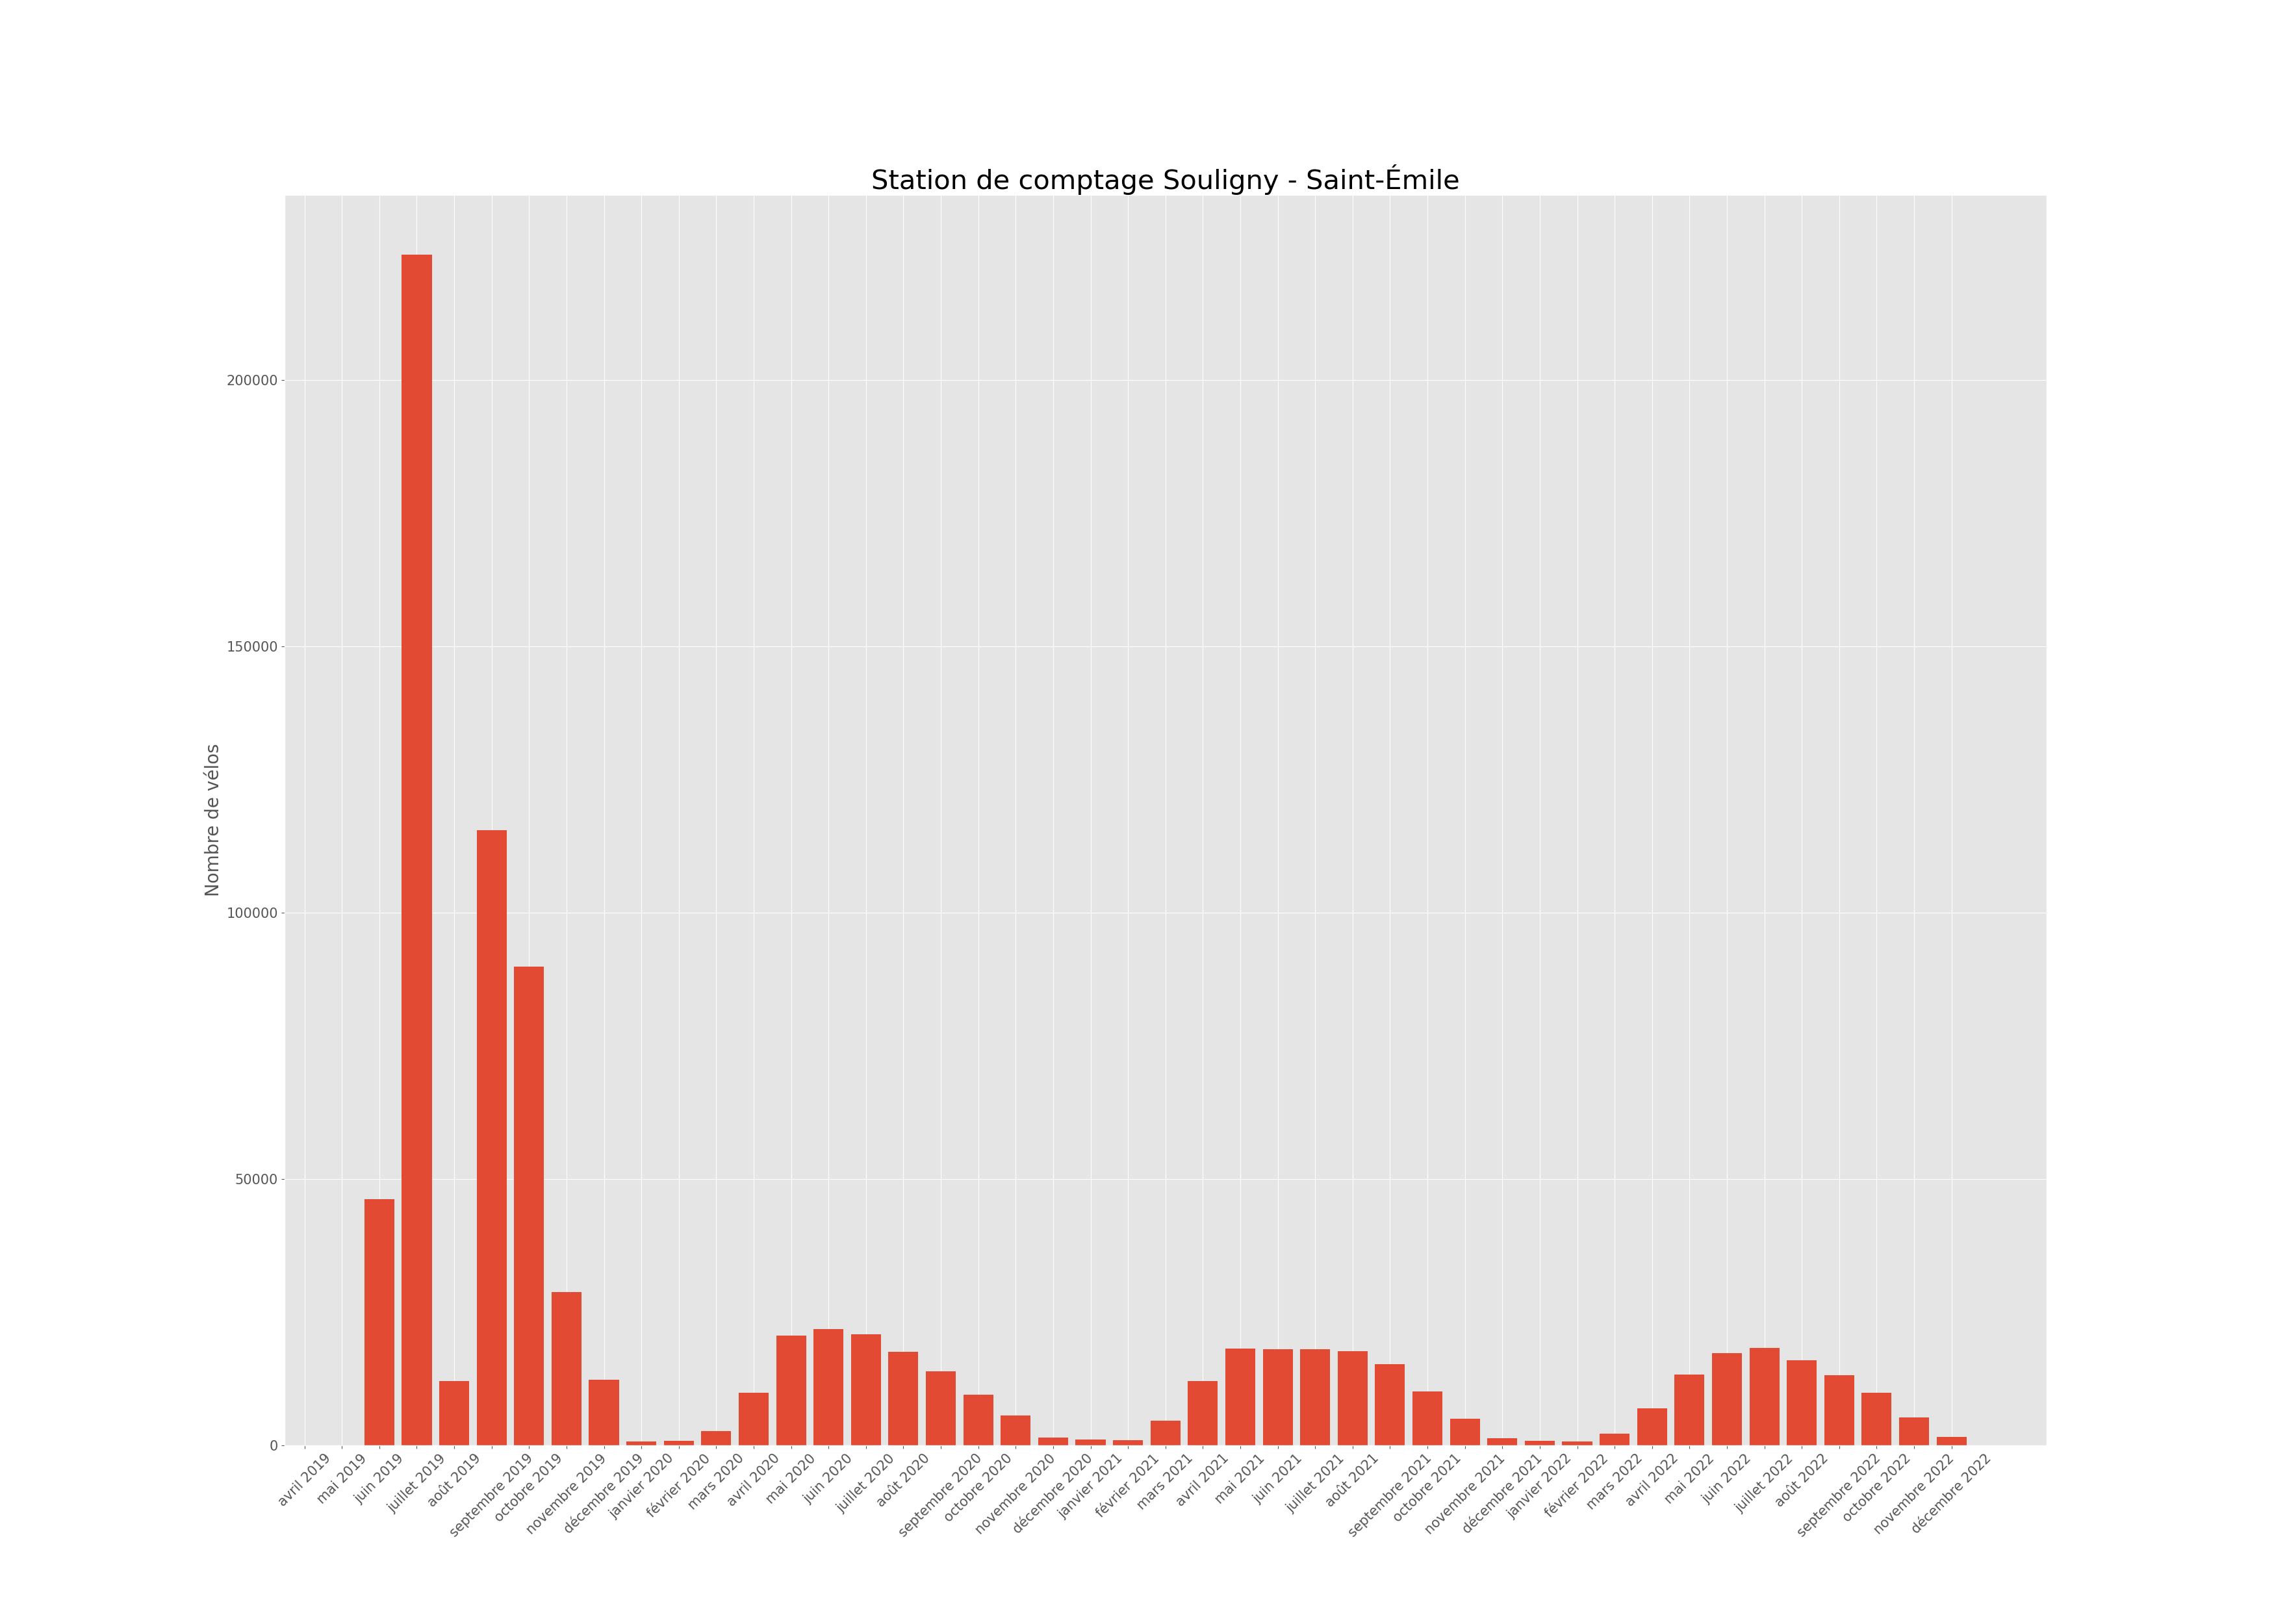 Station de comptage Souligny - Saint-Émile
Nombre de vélos
200000
150000
100000
50000
0
avril 2019
mai 2019
juin 2019
juillet 2019
août 2019
septembre 2019
octobre 2019
novembre 2019
décembre 2019
janvier 2020
février 2020
mars 2020
avril 2020
mai 2020
juin 2020
juillet 2020
août 2020
septembre 2020
octobre 2020
novembre 2020
décembre 2020
janvier 2021
février 2021
mars 2021
avril 2021
mai 2021
juin 2021
juillet 2021
août 2021
septembre 2021
octobre 2021
novembre 2021
décembre 2021
janvier 2022
février 2022
mars 2022
avril 2022
mai 2022
juin 2022
juillet 2022
août 2022
septembre 2022
octobre 2022
novembre 2022
décembre 2022